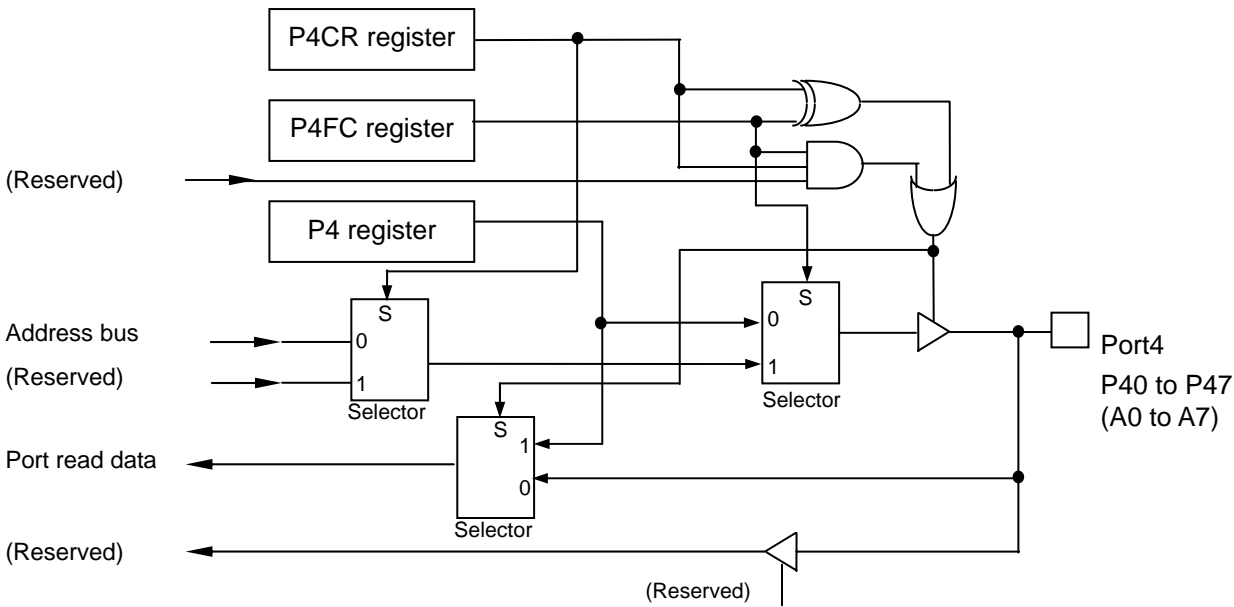 P4CR register
P4FC register
(Reserved)
P4 register
S
S
Address bus
0
0
Port4
(Reserved)
1
1
P40 to P47
Selector
Selector
(A0 to A7)
S
1
Port read data
0
Selector
(Reserved)
(Reserved)